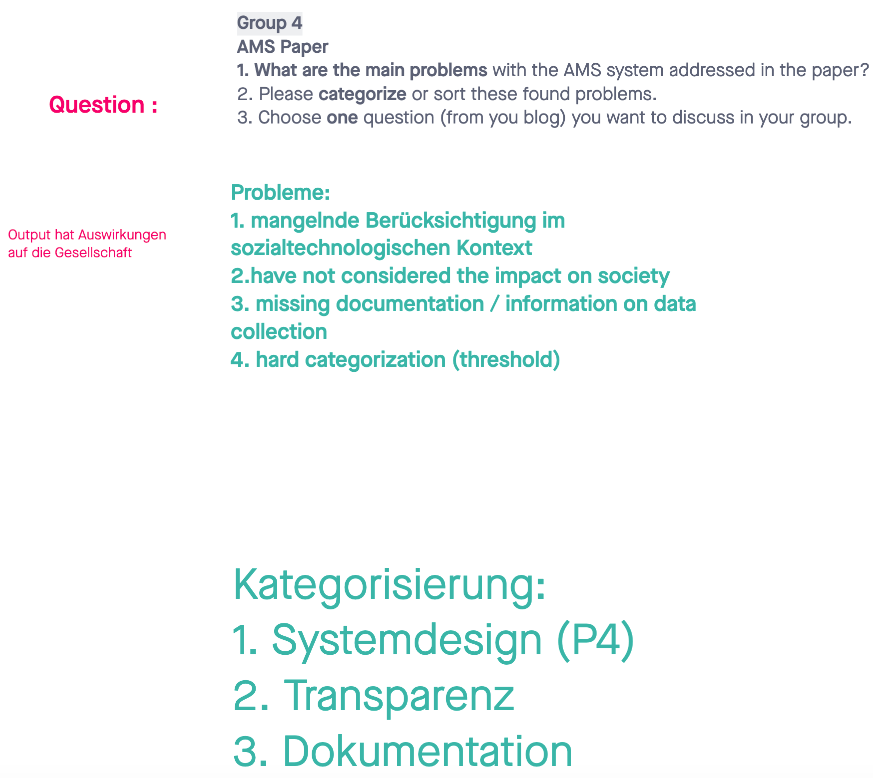 Group 4
AMS Paper
1. What are the main problems with the AMS system addressed in the paper?
2. Please categorize or sort these found problems.
3. Choose one question (from you blog) you want to discuss in your group.
Question :
Probleme:
1. mangelnde Berücksichtigung im
sozialtechnologischen Kontext
2.have not considered the impact on society
3. missing documentation / information on data
collection
4. hard categorization (threshold)
Output hat Auswirkungen
auf die Gesellschaft
Kategorisierung:
1. Systemdesign (P4)
2. Transparenz
3. Dokumentation